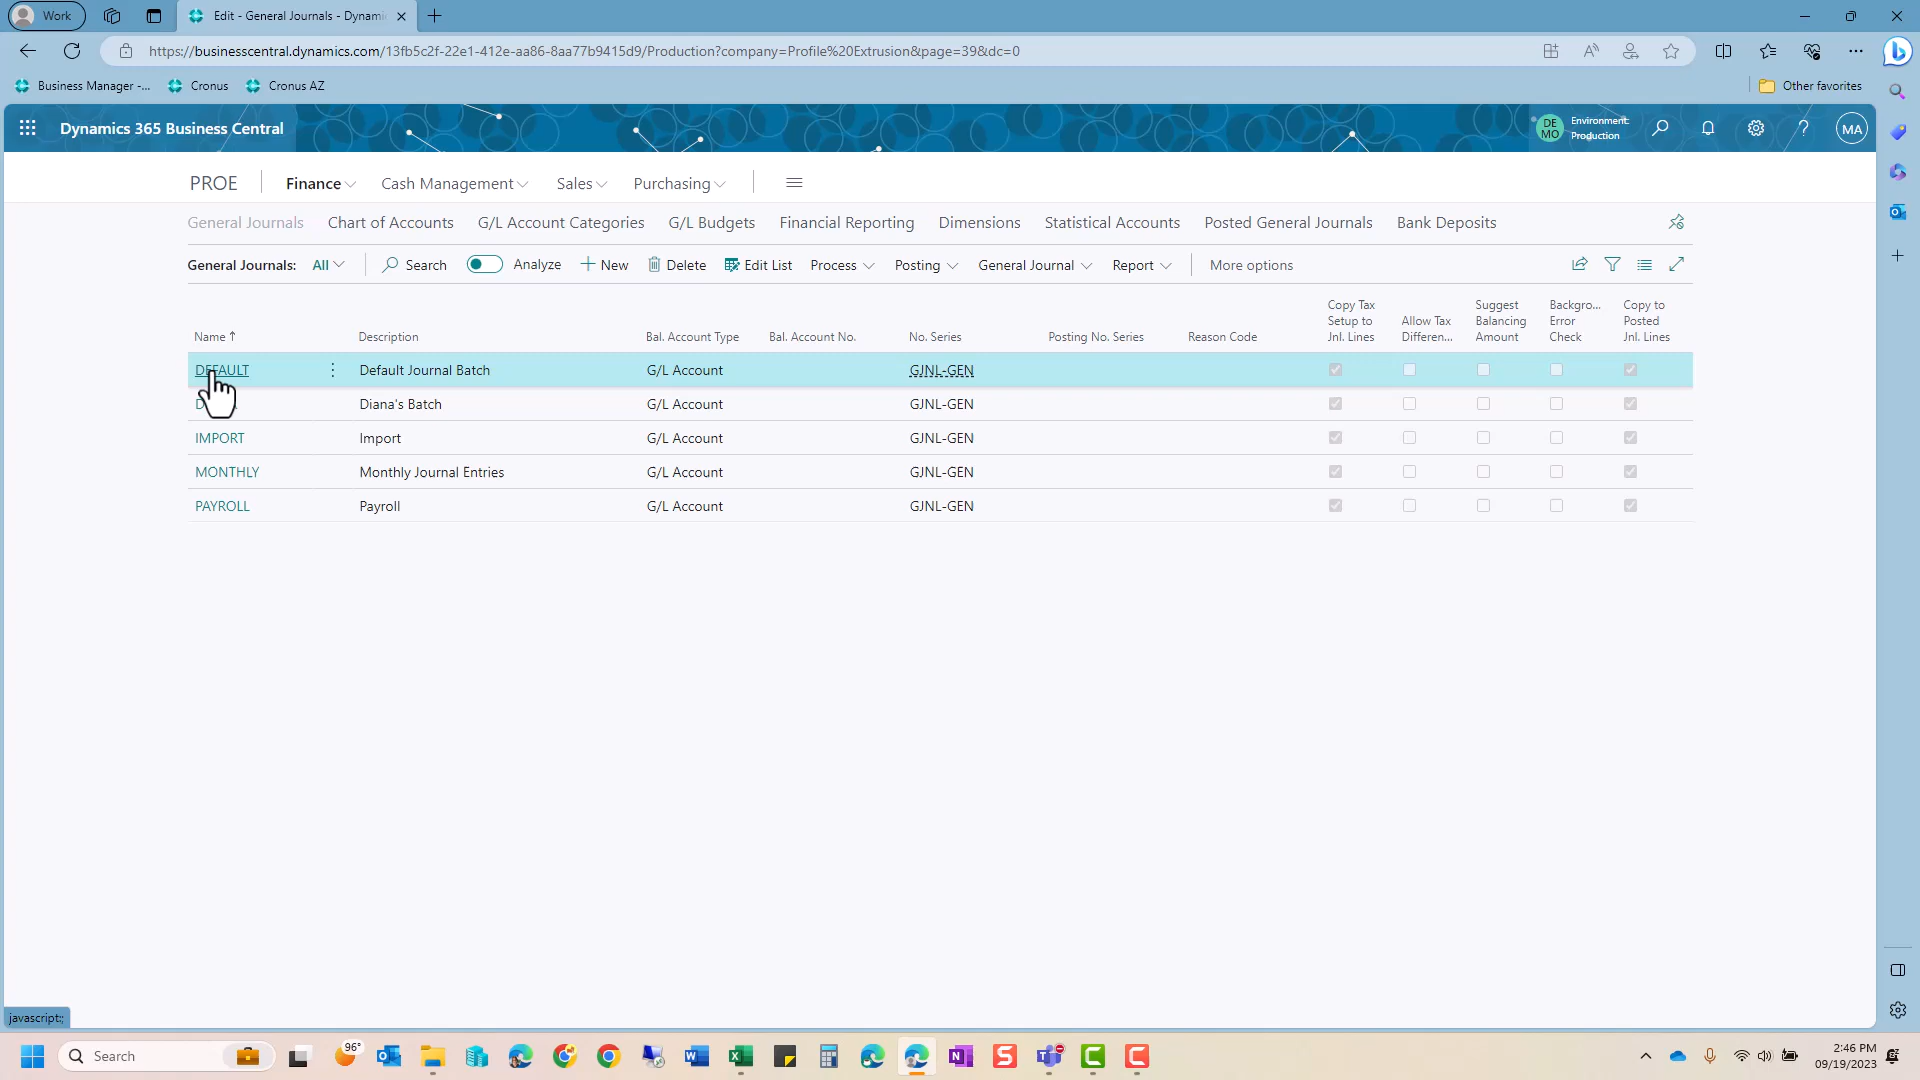 Work
Edit - General Journals - Dynami
https://businesscentral.dynamics.com/13fb5c2f-22e1-412e-aa86-8aa77b9415d9/Production?company=Profile%20Extrusion&page=39&dc=0
Business Manager -... Cronus Cronus AZ Other favorites
Dynamics 365 Business Central DE MO Environment: Production ? MA
PROE Finance Cash Management Sales Purchasing
General Journals Chart of Accounts G/L Account Categories G/L Budgets Financial Reporting Dimensions Statistical Accounts Posted General Journals Bank Deposits
General Journals: All Search Analyze New Delete Edit List Process Posting General Journal Report More options
Name ↑ Description Bal. Account Type Bal. Account No. No. Series Posting No. Series Reason Code Copy Tax Setup to Jnl. Lines Allow Tax Differen... Suggest Balancing Amount Backgro... Error Check Copy to Posted Jnl. Lines
DEFAULT Default Journal Batch G/L Account GJNL-GEN
Diana's Batch G/L Account GJNL-GEN
IMPORT Import G/L Account GJNL-GEN
MONTHLY Monthly Journal Entries G/L Account GJNL-GEN
PAYROLL Payroll G/L Account GJNL-GEN
javascript:;
Search 96° 2:46 PM
09/19/2023